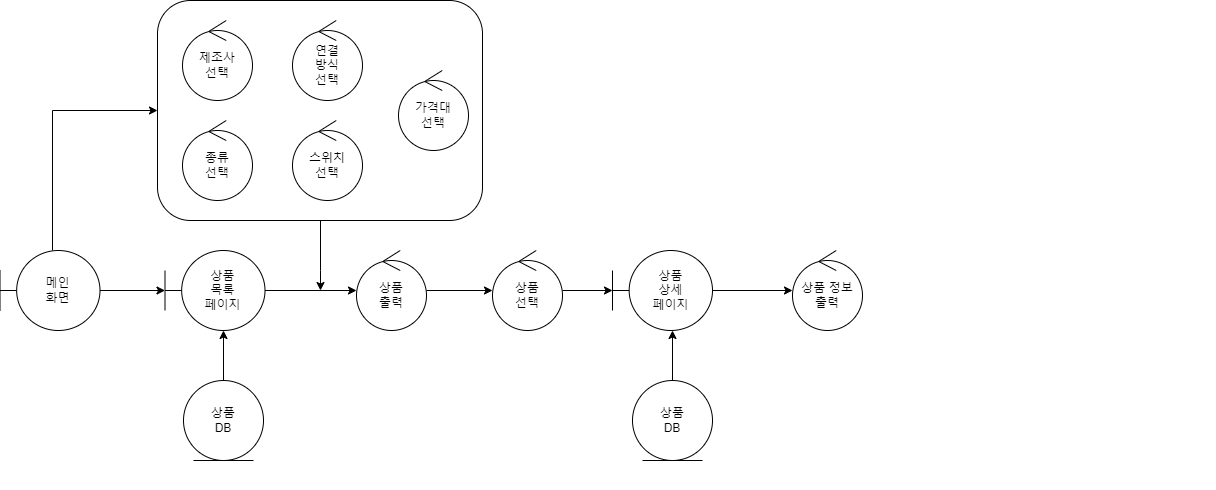 제조사
선택
연결
방식
선택
가격대
선택
종류
선택
스위치
선택
메인
화면
상품
목록
페이지
상품
출력
상품
선택
상품
상세
페이지
상품 정보
출력
상품
DB
상품
DB